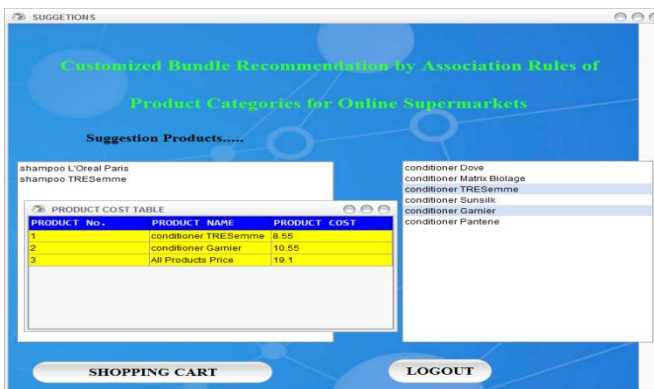 SUGGETIONS
Customized Bundle Recommendation by Association Rules of
Product Categories for Online Supermarkets
Suggestion Products.....
shampoo L'Oreal Paris
shampoo TRESemme
conditioner Dove
conditioner Matrix Biolage
conditioner TRESemme
conditioner Sunsilk
conditioner Garnier
conditioner Pantene
PRODUCT COST TABLE
PRODUCT No. PRODUCT NAME PRODUCT COST
1 conditioner TRESemme 8.55
2 conditioner Garnier 10.55
3 All Products Price 19.1
SHOPPING CART
LOGOUT